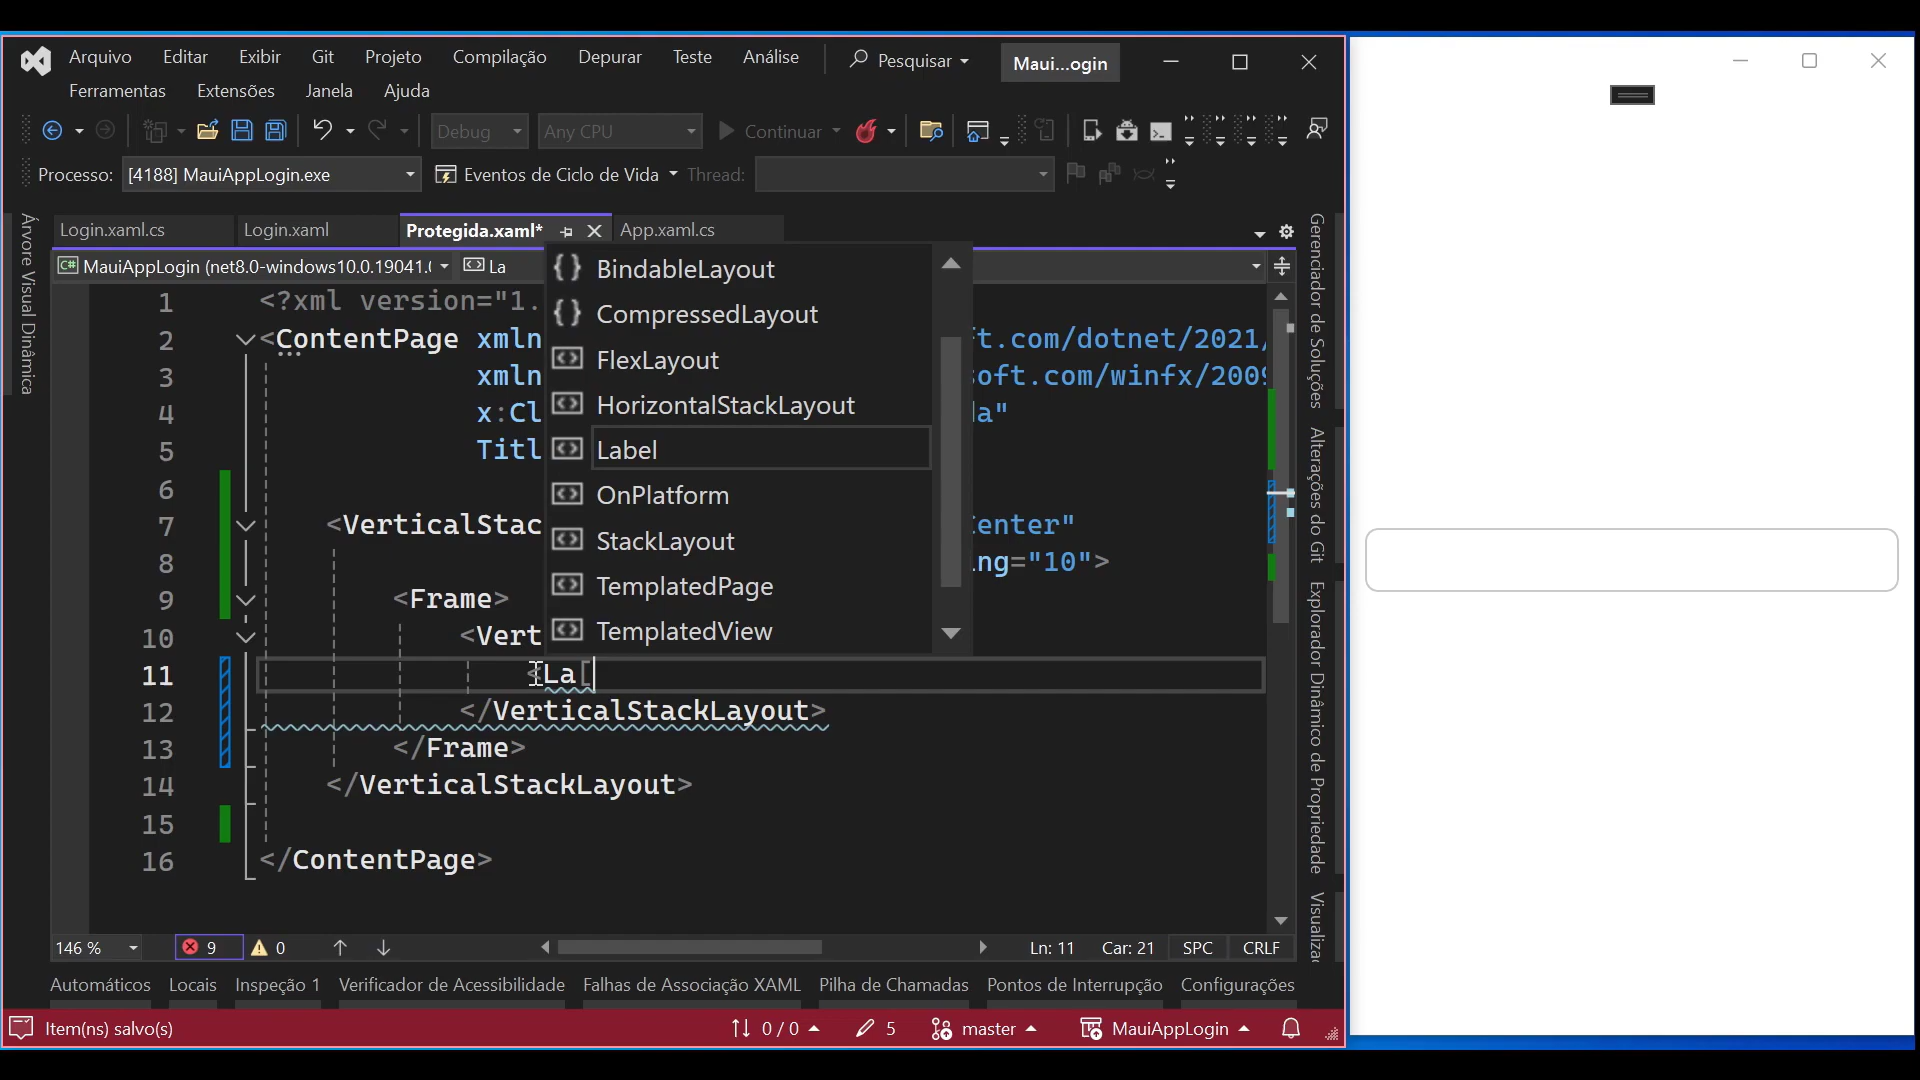 Arquivo Editar Exibir Git Projeto Compilação Depurar Teste Análise Pesquisar Maui...ogin
Ferramentas Extensões Janela Ajuda
Debug Any CPU Continuar
Processo: [4188] MauiAppLogin.exe Eventos de Ciclo de Vida Thread:
Login.xaml.cs Login.xaml Protegida.xaml* App.xaml.cs
MauiAppLogin (net8.0-windows10.0.19041.( La
BindableLayout
CompressedLayout
FlexLayout
HorizontalStackLayout
Label
OnPlatform
StackLayout
TemplatedPage
TemplatedView
1 <?xml version="1.
2 <ContentPage xmln ft.com/dotnet/2021/
3 xmln soft.com/winfx/2009
4 x:Cl da"
5 Titl
6
7 <VerticalStac Center"
8 ing="10">
9 <Frame>
10 <Vert
11 <La[
12 </VerticalStackLayout>
13 </Frame>
14 </VerticalStackLayout>
15
16 </ContentPage>
146 % 9 0 Ln: 11 Car: 21 SPC CRLF
Automáticos Locais Inspeção 1 Verificador de Acessibilidade Falhas de Associação XAML Pilha de Chamadas Pontos de Interrupção Configurações
Item(ns) salvo(s) 0 / 0 5 master MauiAppLogin
Árvore Visual Dinâmica
Gerenciador de Soluções
Alterações do Git
Explorador Dinâmico de Propriedade
Visualiza